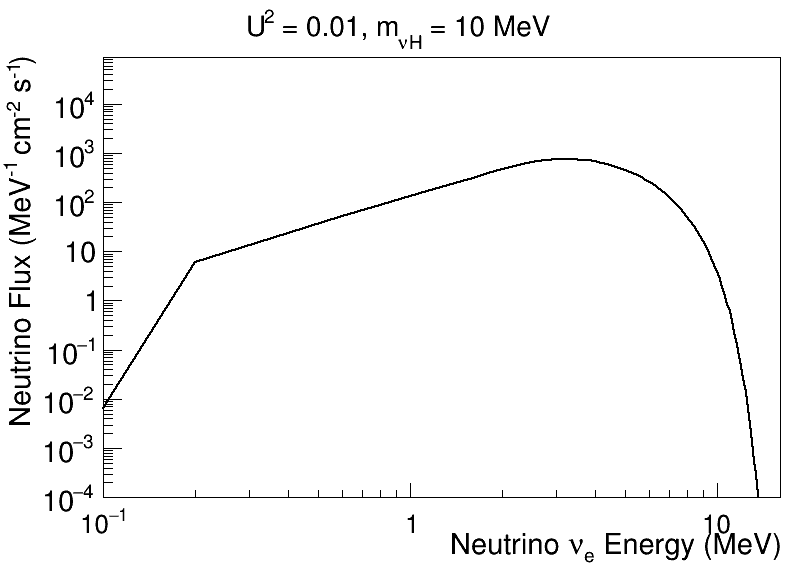 U² = 0.01, m_νH = 10 MeV
Neutrino Flux (MeV⁻¹ cm⁻² s⁻¹)
10⁴
10³
10²
10
1
10⁻¹
10⁻²
10⁻³
10⁻⁴
10⁻¹ 1 10
Neutrino νₑ Energy (MeV)